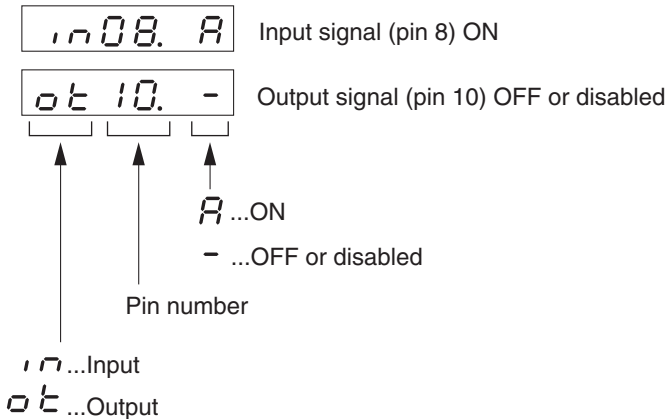 in08. A Input signal (pin 8) ON
ot 10. - Output signal (pin 10) OFF or disabled
A ...ON
- ...OFF or disabled
Pin number
in ...Input
ot ...Output